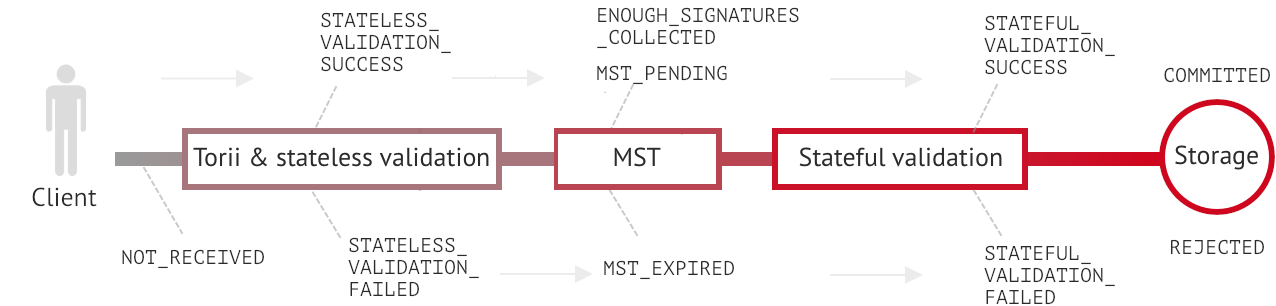 STATELESS_
VALIDATION_
SUCCESS
ENOUGH_SIGNATURES
_COLLECTED
MST_PENDING
STATEFUL_
VALIDATION_
SUCCESS
COMMITTED
Client
Torii & stateless validation
MST
Stateful validation
Storage
NOT_RECEIVED
STATELESS_
VALIDATION_
FAILED
MST_EXPIRED
STATEFUL_
VALIDATION_
FAILED
REJECTED